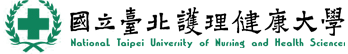 國立臺北護理健康大學
National Taipei University of Nursing and Health Sciences